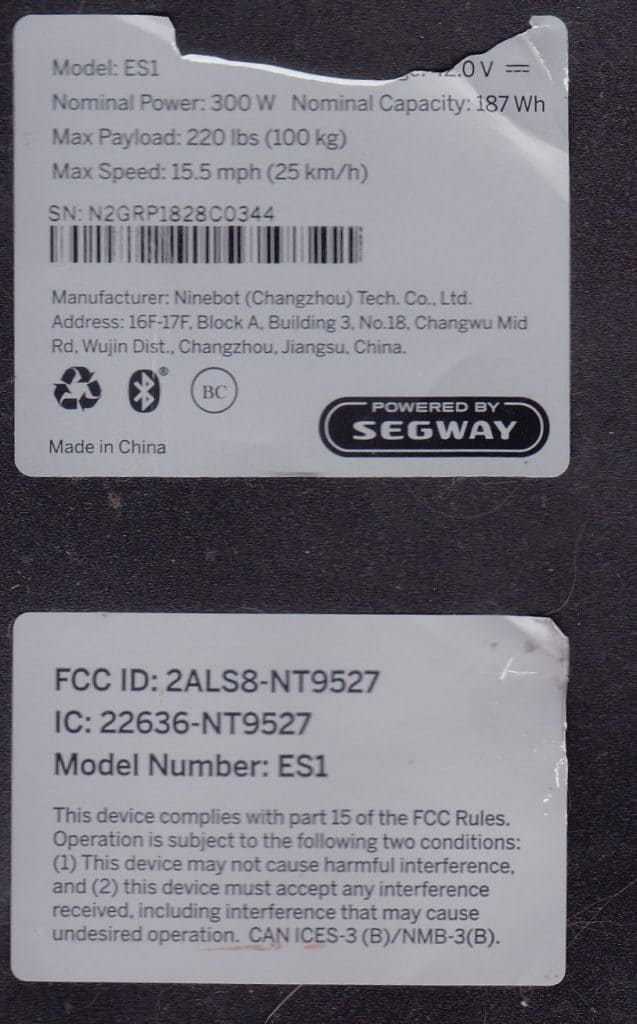 Model: ES1 2.0 V
Nominal Power: 300 W Nominal Capacity: 187 Wh
Max Payload: 220 lbs (100 kg)
Max Speed: 15.5 mph (25 km/h)
SN: N2GRP1828C0344
Manufacturer: Ninebot (Changzhou) Tech. Co., Ltd.
Address: 16F-17F, Block A, Building 3, No.18, Changwu Mid
Rd, Wujin Dist., Changzhou, Jiangsu, China.
® BC
POWERED BY
SEGWAY
Made in China
FCC ID: 2ALS8-NT9527
IC: 22636-NT9527
Model Number: ES1
This device complies with part 15 of the FCC Rules.
Operation is subject to the following two conditions:
(1) This device may not cause harmful interference,
and (2) this device must accept any interference
received, including interference that may cause
undesired operation. CAN ICES-3 (B)/NMB-3(B).